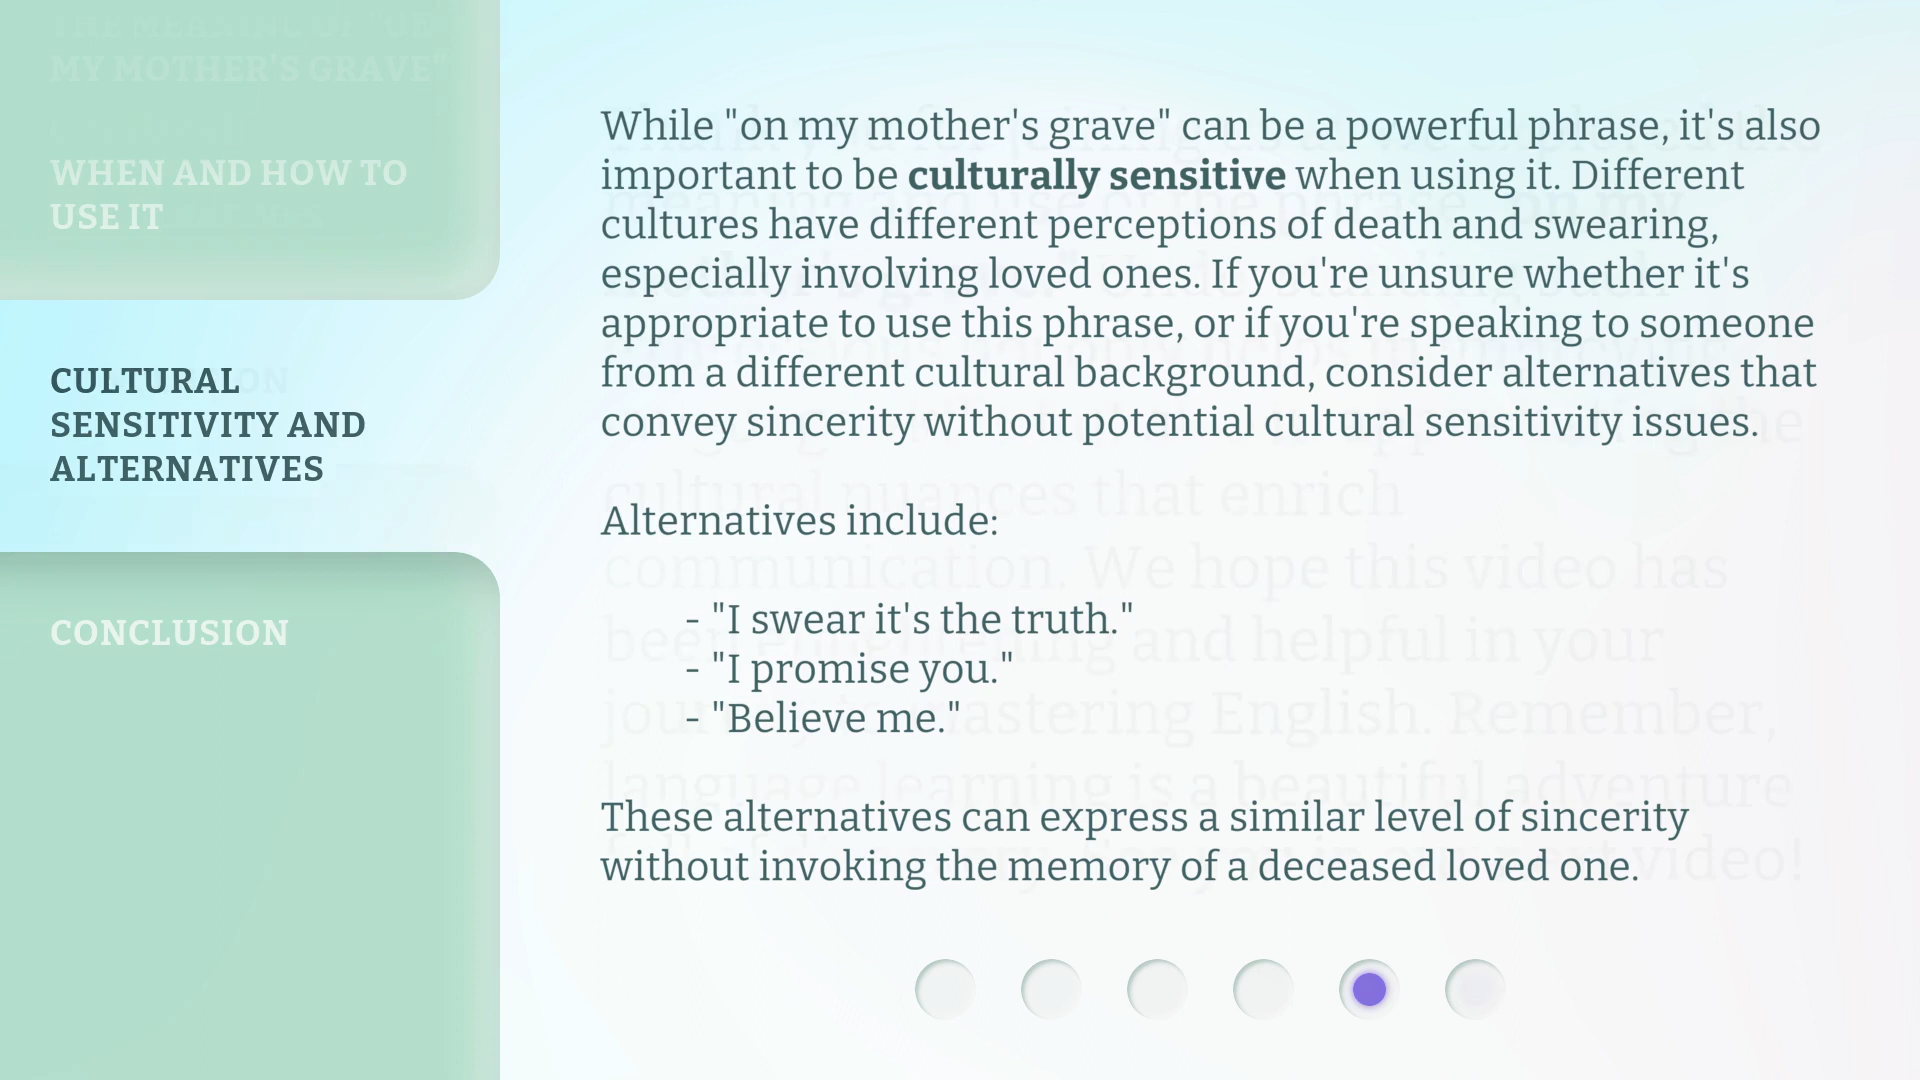 MY MOTHER'S GRAVE"
WHEN AND HOW TO
USE IT
CULTURAL
SENSITIVITY AND
ALTERNATIVES
CONCLUSION
While "on my mother's grave" can be a powerful phrase, it's also
important to be culturally sensitive when using it. Different
cultures have different perceptions of death and swearing,
especially involving loved ones. If you're unsure whether it's
appropriate to use this phrase, or if you're speaking to someone
from a different cultural background, consider alternatives that
convey sincerity without potential cultural sensitivity issues.
Alternatives include:
- "I swear it's the truth."
- "I promise you."
- "Believe me."
These alternatives can express a similar level of sincerity
without invoking the memory of a deceased loved one.